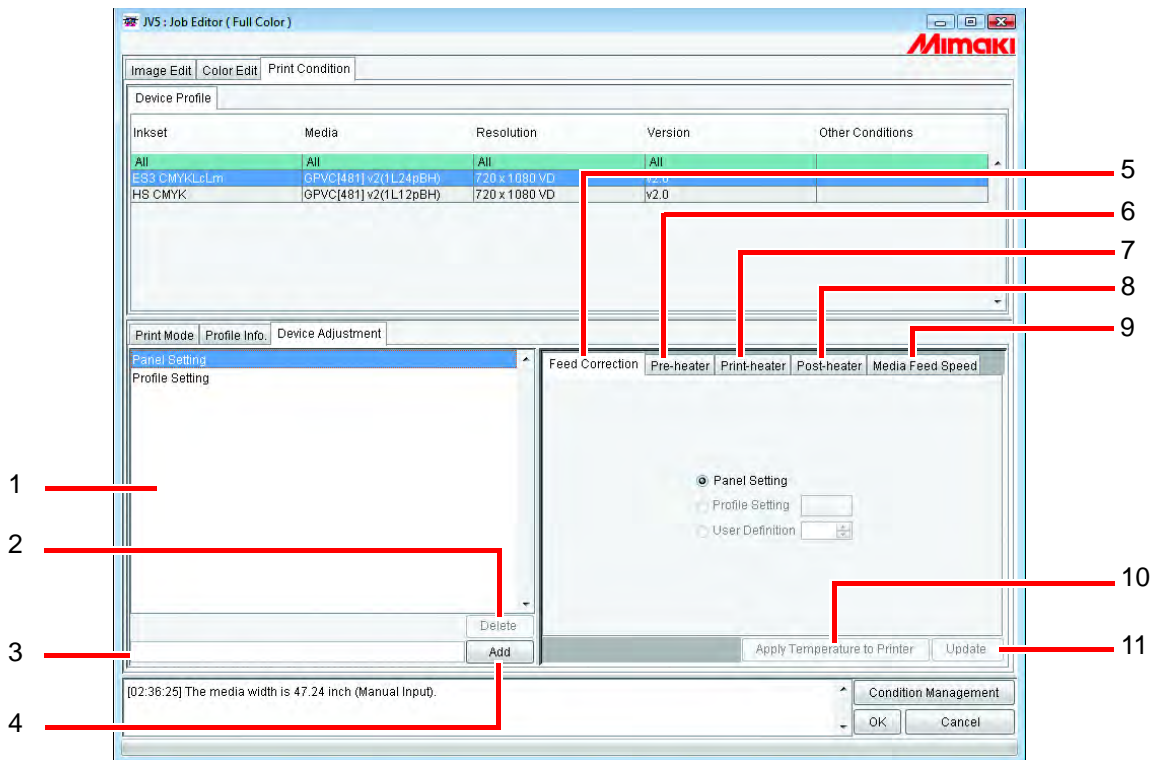 JV5 : Job Editor ( Full Color )
Mimaki
Image Edit Color Edit Print Condition
Device Profile
Inkset Media Resolution Version Other Conditions
All All All All
ES3 CMYKLcLm GPVC[481] v2(1L24pBH) 720 x 1080 VD v2.0
HS CMYK GPVC[481] v2(1L12pBH) 720 x 1080 VD v2.0
5
6
7
8
9
Print Mode Profile Info. Device Adjustment
Panel Setting
Profile Setting
Feed Correction Pre-heater Print-heater Post-heater Media Feed Speed
Panel Setting
Profile Setting
User Definition
1
2
3
4
10
11
Delete
Add
Apply Temperature to Printer Update
[02:36:25] The media width is 47.24 inch (Manual Input).
Condition Management
OK Cancel